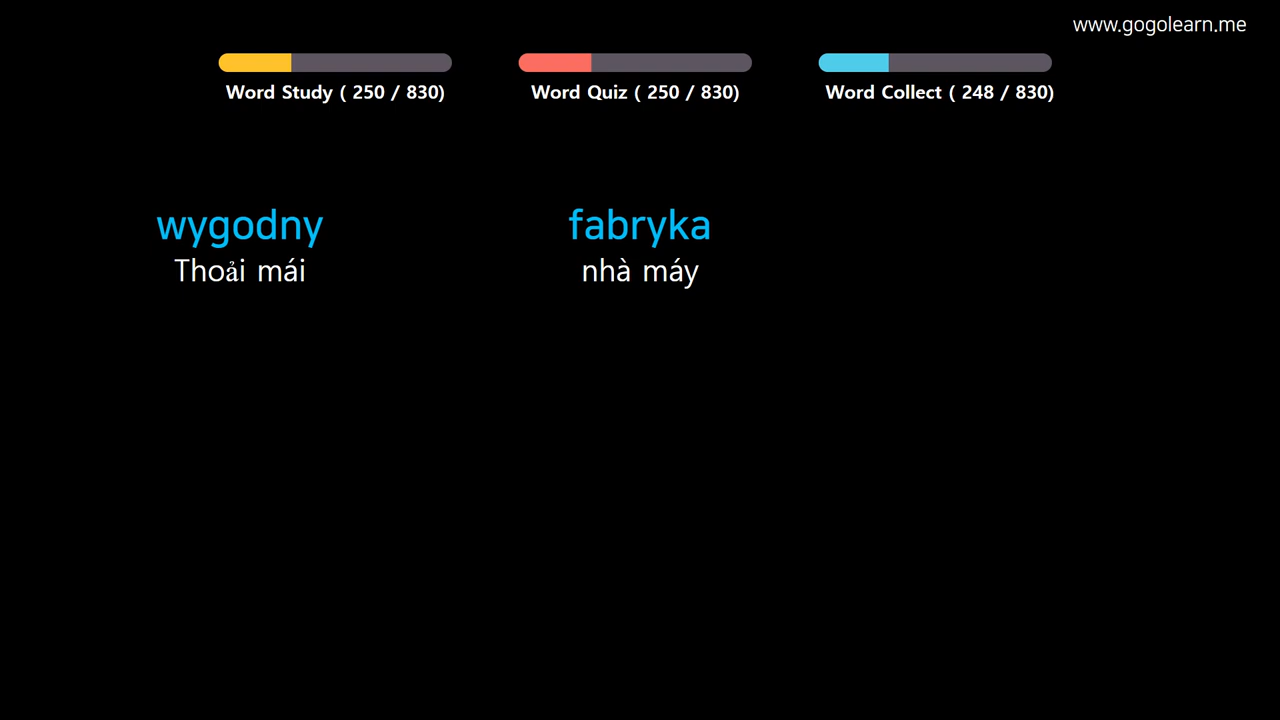 www.gogolearn.me
Word Study ( 250 / 830)
Word Quiz ( 250 / 830)
Word Collect ( 248 / 830)
wygodny
Thoải mái
fabryka
nhà máy